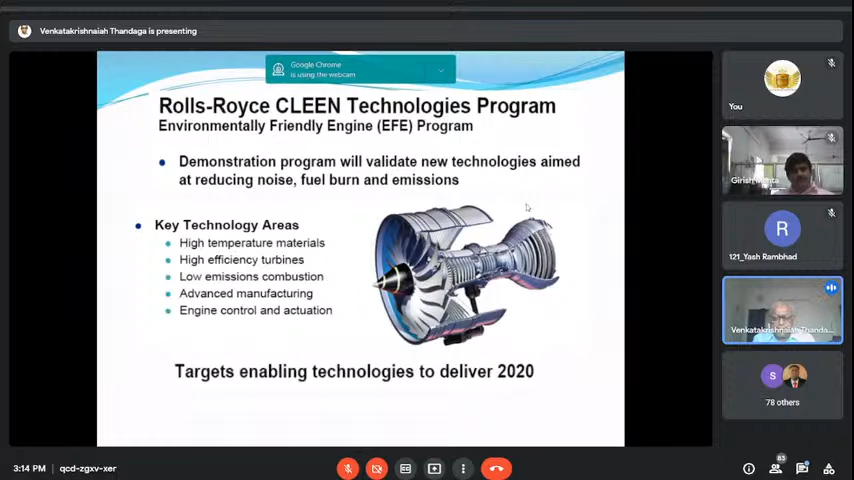 Venkatakrishnaiah Thandaga is presenting
Google Chrome
is using the webcam
Rolls-Royce CLEEN Technologies Program
Environmentally Friendly Engine (EFE) Program
Demonstration program will validate new technologies aimed
at reducing noise, fuel burn and emissions
Key Technology Areas
High temperature materials
High efficiency turbines
Low emissions combustion
Advanced manufacturing
Engine control and actuation
Targets enabling technologies to deliver 2020
You
Girish Mehta
R
121_Yash Rambhad
Venkatakrishnaiah Thanda...
S
78 others
3:14 PM
qcd-zgxv-xer
83